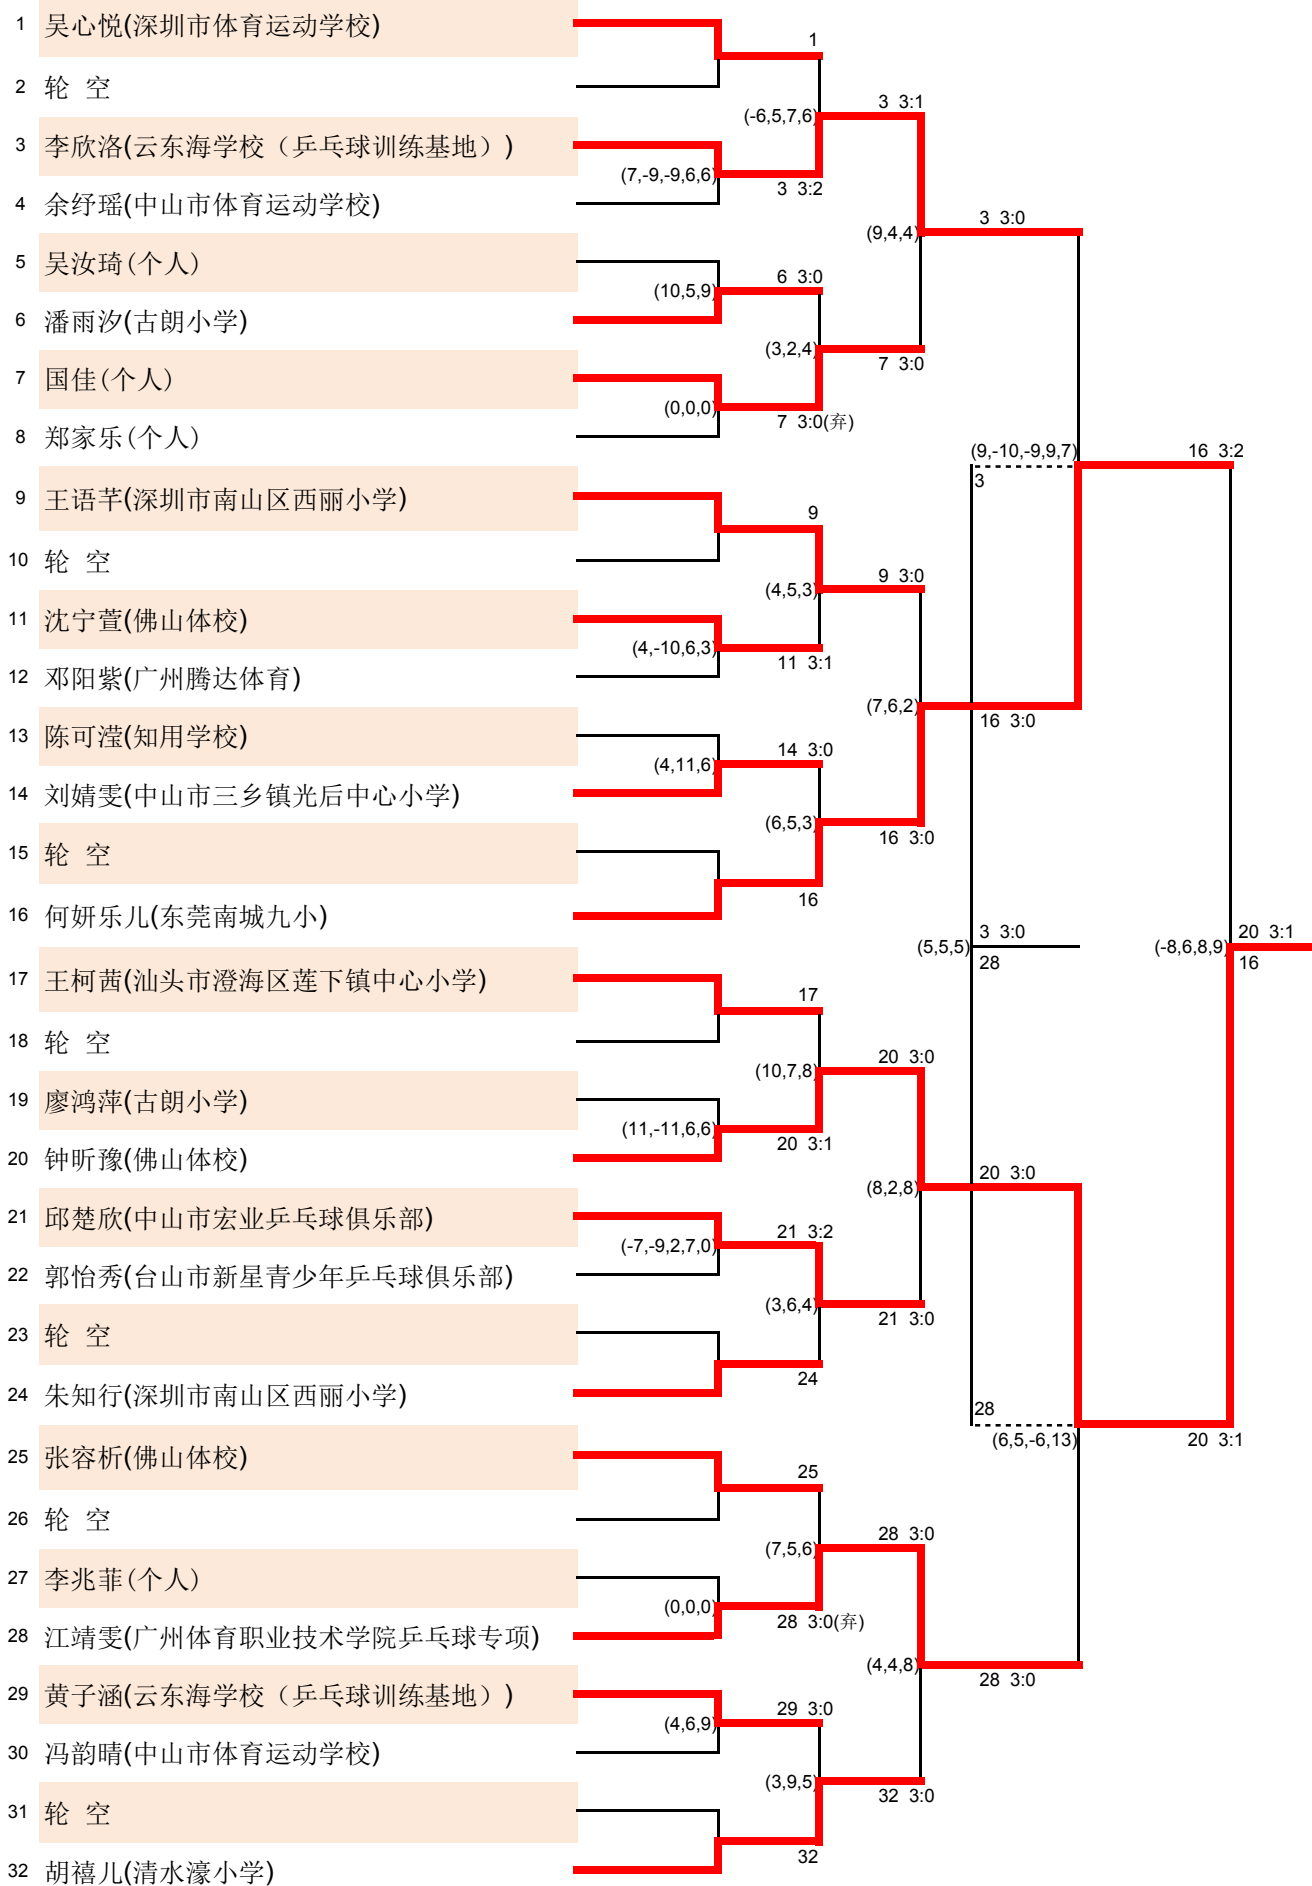 1 吴心悦(深圳市体育运动学校)
1
2 轮 空
(-6,5,7,6) 3 3:1
3 李欣洛(云东海学校（乒乓球训练基地）)
(7,-9,-9,6,6) 3 3:2
4 余纾瑶(中山市体育运动学校)
(9,4,4) 3 3:0
5 吴汝琦(个人)
(10,5,9) 6 3:0
6 潘雨汐(古朗小学)
(3,2,4) 7 3:0
7 国佳(个人)
(0,0,0) 7 3:0(弃)
8 郑家乐(个人)
(9,-10,-9,9,7) 16 3:2
3
9 王语芊(深圳市南山区西丽小学)
9
10 轮 空
(4,5,3) 9 3:0
11 沈宁萱(佛山体校)
(4,-10,6,3) 11 3:1
12 邓阳紫(广州腾达体育)
(7,6,2) 16 3:0
13 陈可滢(知用学校)
(4,11,6) 14 3:0
14 刘婧雯(中山市三乡镇光后中心小学)
(6,5,3) 16 3:0
15 轮 空
16
16 何妍乐儿(东莞南城九小)
(5,5,5) 3 3:0 (-8,6,8,9) 20 3:1
28 16
17 王柯茜(汕头市澄海区莲下镇中心小学)
17
18 轮 空
(10,7,8) 20 3:0
19 廖鸿萍(古朗小学)
(11,-11,6,6) 20 3:1
20 钟昕豫(佛山体校)
(8,2,8) 20 3:0
21 邱楚欣(中山市宏业乒乓球俱乐部)
(-7,-9,2,7,0) 21 3:2
22 郭怡秀(台山市新星青少年乒乓球俱乐部)
(3,6,4) 21 3:0
23 轮 空
24
24 朱知行(深圳市南山区西丽小学)
28
(6,5,-6,13) 20 3:1
25 张容析(佛山体校)
25
26 轮 空
(7,5,6) 28 3:0
27 李兆菲(个人)
(0,0,0) 28 3:0(弃)
28 江靖雯(广州体育职业技术学院乒乓球专项)
(4,4,8) 28 3:0
29 黄子涵(云东海学校（乒乓球训练基地）)
(4,6,9) 29 3:0
30 冯韵晴(中山市体育运动学校)
(3,9,5) 32 3:0
31 轮 空
32
32 胡禧儿(清水濠小学)